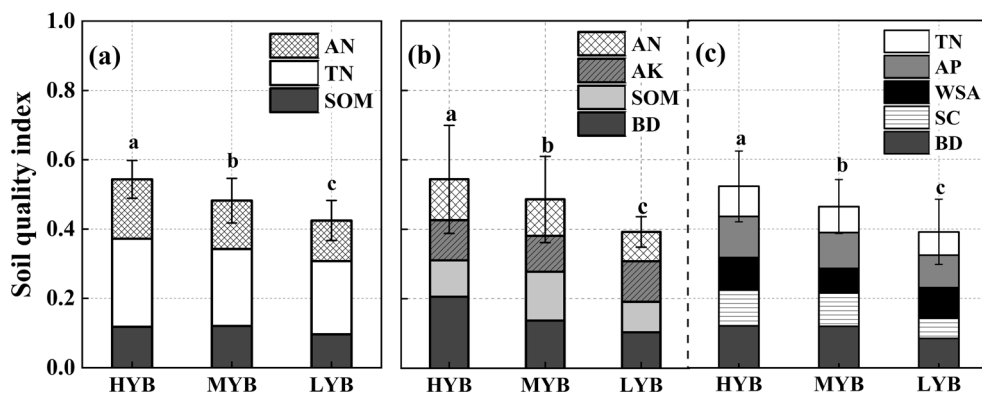 Soil quality index
1.0
0.8
0.6
0.4
0.2
0.0
(a)
AN
TN
SOM
a
b
c
HYB MYB LYB
(b)
AN
AK
SOM
BD
a
b
c
HYB MYB LYB
(c)
TN
AP
WSA
SC
BD
a
b
c
HYB MYB LYB